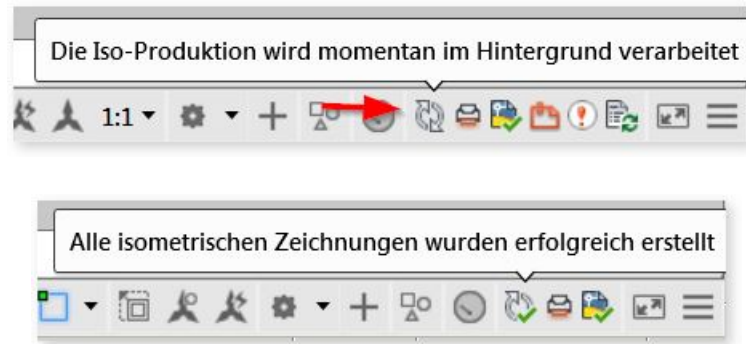 Die Iso-Produktion wird momentan im Hintergrund verarbeitet
1:1
Alle isometrischen Zeichnungen wurden erfolgreich erstellt